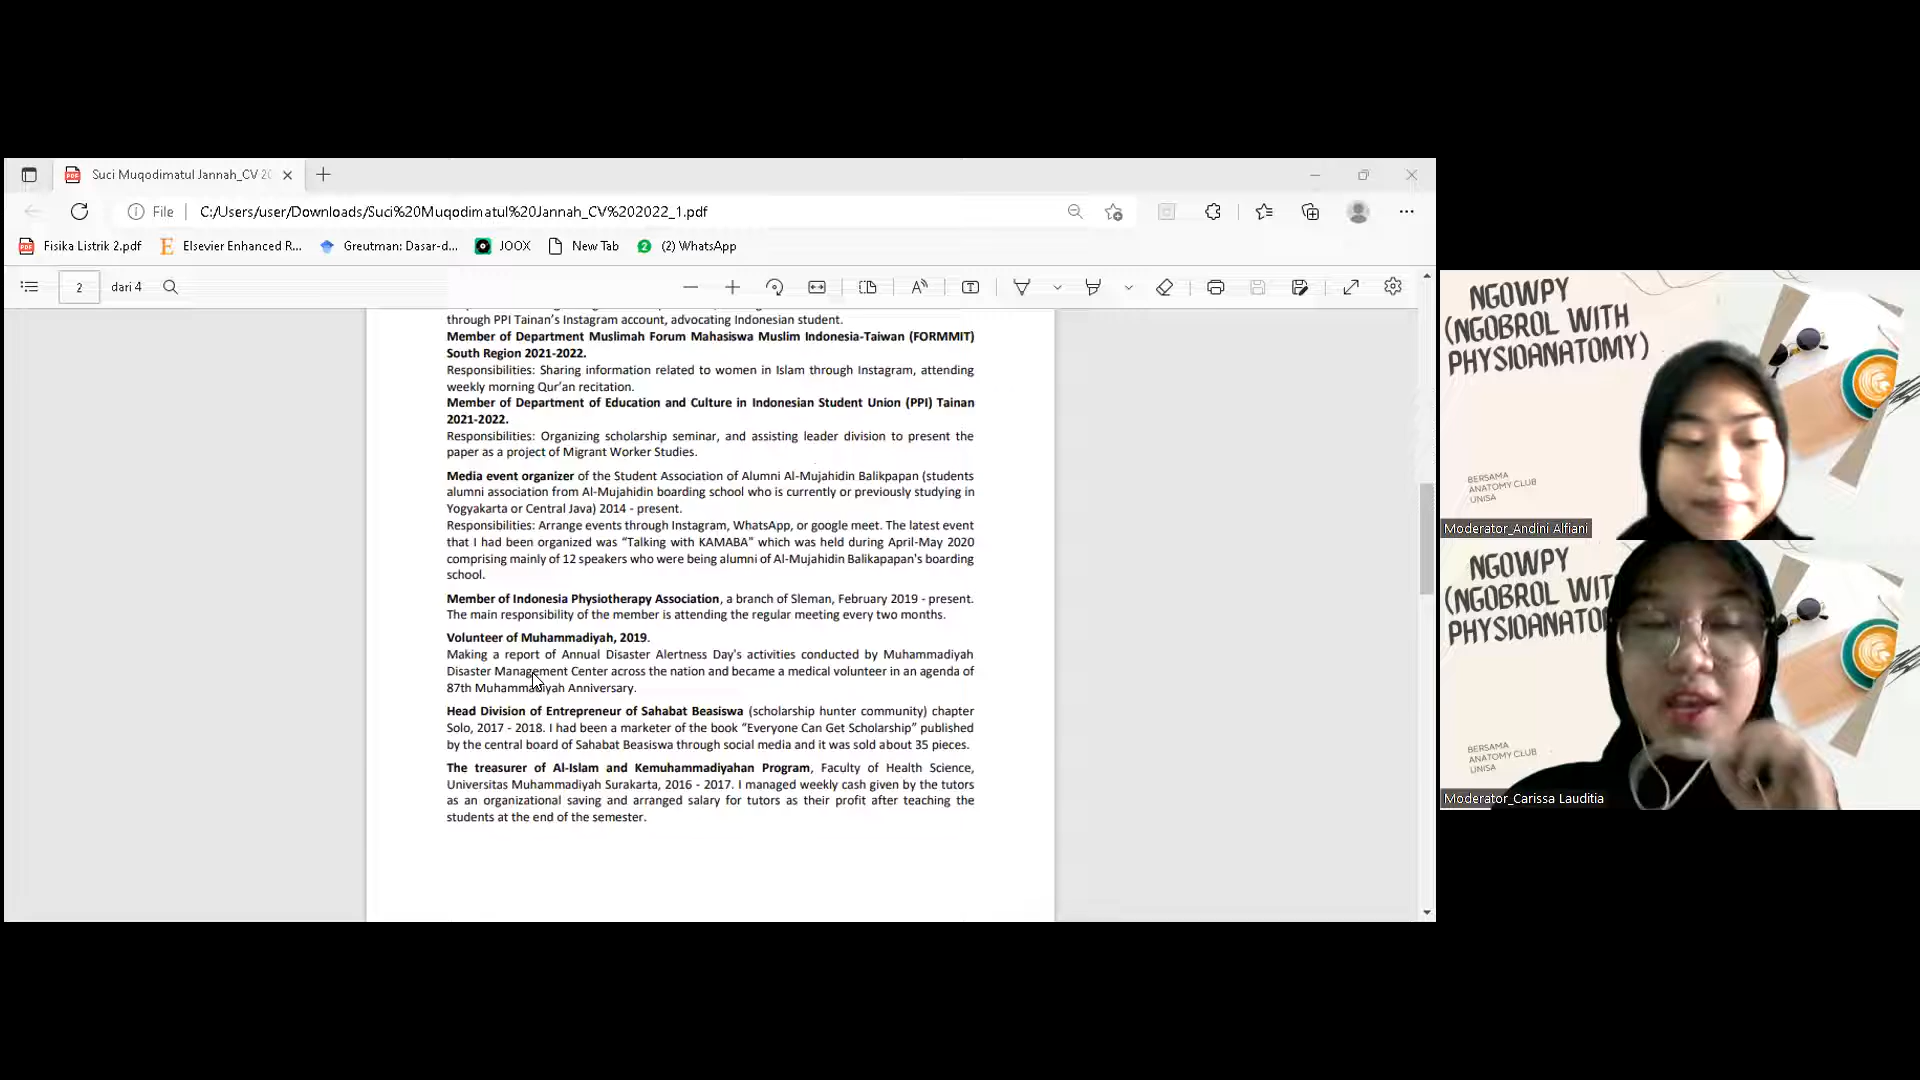 Suci Muqodimatul Jannah_CV 20
File
C:/Users/user/Downloads/Suci%20Muqodimatul%20Jannah_CV%202022_1.pdf
Fisika Listrik 2.pdf
Elsevier Enhanced R...
Greutman: Dasar-d...
JOOX
New Tab
(2) WhatsApp
2
dari 4
through PPI Tainan's Instagram account, advocating Indonesian student.
Member of Department Muslimah Forum Mahasiswa Muslim Indonesia-Taiwan (FORMMIT)
South Region 2021-2022.
Responsibilities: Sharing information related to women in Islam through Instagram, attending
weekly morning Qur'an recitation.
Member of Department of Education and Culture in Indonesian Student Union (PPI) Tainan
2021-2022.
Responsibilities: Organizing scholarship seminar, and assisting leader division to present the
paper as a project of Migrant Worker Studies.
Media event organizer of the Student Association of Alumni Al-Mujahidin Balikpapan (students
alumni association from Al-Mujahidin boarding school who is currently or previously studying in
Yogyakarta or Central Java) 2014 - present.
Responsibilities: Arrange events through Instagram, WhatsApp, or google meet. The latest event
that I had been organized was "Talking with KAMABA" which was held during April-May 2020
comprising mainly of 12 speakers who were being alumni of Al-Mujahidin Balikapapan's boarding
school.
Member of Indonesia Physiotherapy Association, a branch of Sleman, February 2019 - present.
The main responsibility of the member is attending the regular meeting every two months.
Volunteer of Muhammadiyah, 2019.
Making a report of Annual Disaster Alertness Day's activities conducted by Muhammadiyah
Disaster Management Center across the nation and became a medical volunteer in an agenda of
87th Muhammadiyah Anniversary.
Head Division of Entrepreneur of Sahabat Beasiswa (scholarship hunter community) chapter
Solo, 2017 - 2018. I had been a marketer of the book "Everyone Can Get Scholarship" published
by the central board of Sahabat Beasiswa through social media and it was sold about 35 pieces.
The treasurer of Al-Islam and Kemuhammadiyahan Program, Faculty of Health Science,
Universitas Muhammadiyah Surakarta, 2016 - 2017. I managed weekly cash given by the tutors
as an organizational saving and arranged salary for tutors as their profit after teaching the
students at the end of the semester.
NGOWPY
(NGOBROL WITH
PHYSIOANATOMY)
BERSAMA
ANATOMY CLUB
UNISA
Moderator_Andini Alfiani
NGOWPY
(NGOBROL WIT
PHYSIOANATO
BERSAMA
ANATOMY CLUB
UNISA
Moderator_Carissa Lauditia